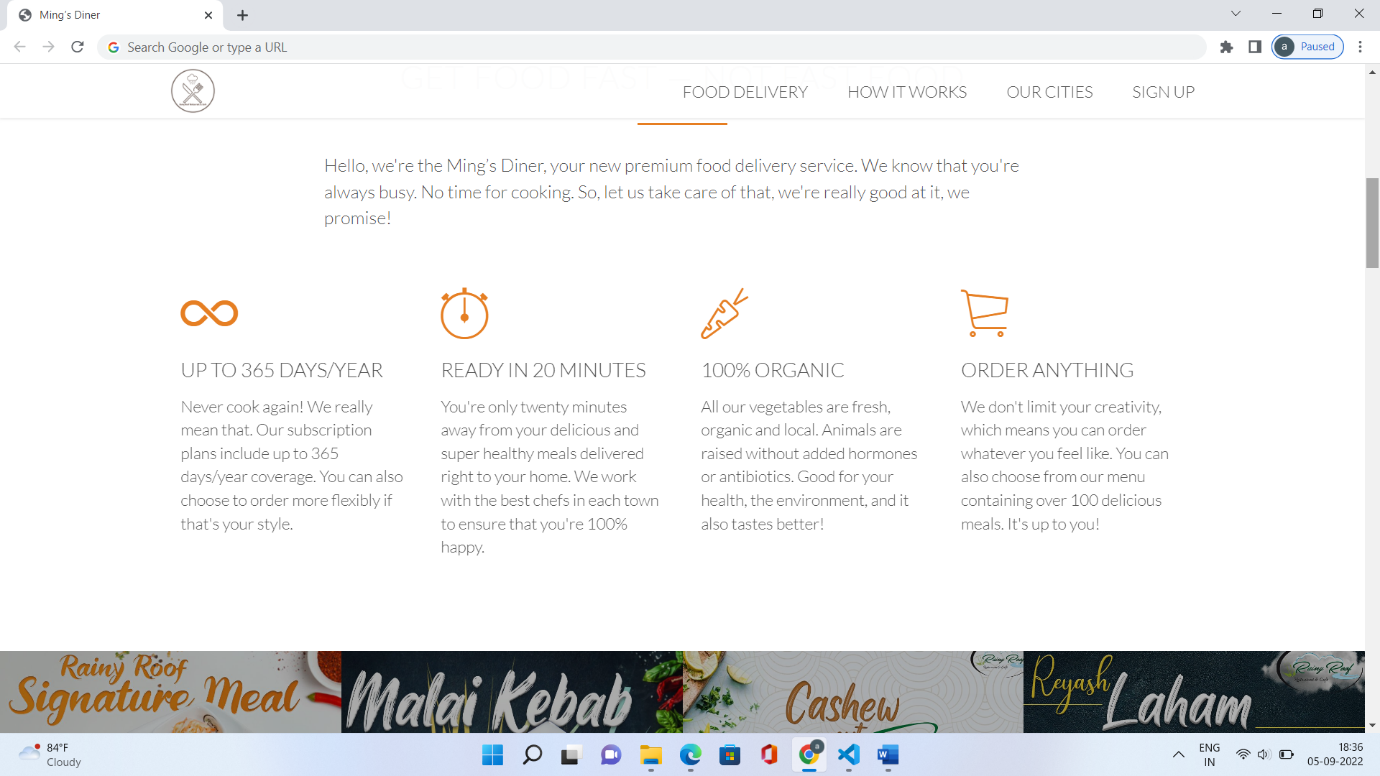 Ming's Diner
Search Google or type a URL
a
Paused
GET FOOD FAST — NOT FAST FOOD
FOOD DELIVERY
HOW IT WORKS
OUR CITIES
SIGN UP
Hello, we're the Ming's Diner, your new premium food delivery service. We know that you're
always busy. No time for cooking. So, let us take care of that, we're really good at it, we
promise!
UP TO 365 DAYS/YEAR
Never cook again! We really
mean that. Our subscription
plans include up to 365
days/year coverage. You can also
choose to order more flexibly if
that's your style.
READY IN 20 MINUTES
You're only twenty minutes
away from your delicious and
super healthy meals delivered
right to your home. We work
with the best chefs in each town
to ensure that you're 100%
happy.
100% ORGANIC
All our vegetables are fresh,
organic and local. Animals are
raised without added hormones
or antibiotics. Good for your
health, the environment, and it
also tastes better!
ORDER ANYTHING
We don't limit your creativity,
which means you can order
whatever you feel like. You can
also choose from our menu
containing over 100 delicious
meals. It's up to you!
Rainy Roof
Signature Meal
Malai Kebab
Cashew
Rainy Roof
Reyash
Laham
Rainy Roof
84°F
Cloudy
a
ENG
IN
18:36
05-09-2022